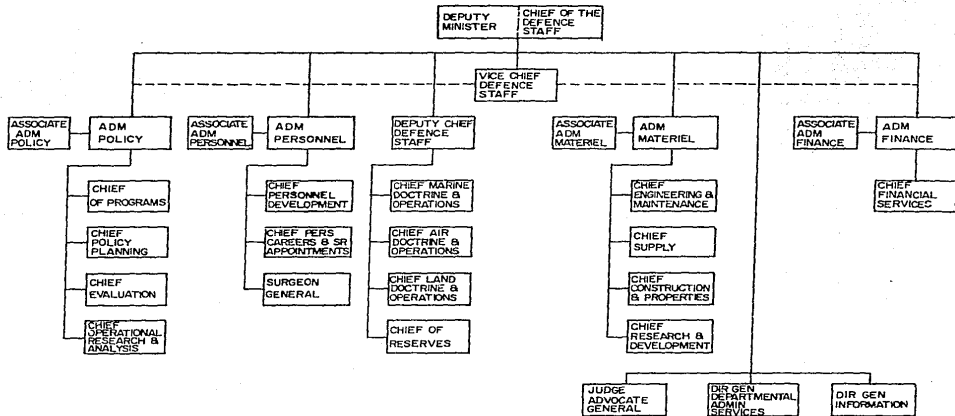 DEPUTY
MINISTER
CHIEF OF THE
DEFENCE
STAFF
VICE CHIEF
DEFENCE
STAFF
ASSOCIATE
ADM
POLICY
ADM
POLICY
ASSOCIATE
ADM
PERSONNEL
ADM
PERSONNEL
DEPUTY CHIEF
DEFENCE
STAFF
ASSOCIATE
ADM
MATERIEL
ADM
MATERIEL
ASSOCIATE
ADM
FINANCE
ADM
FINANCE
CHIEF
OF PROGRAMS
CHIEF
POLICY
PLANNING
CHIEF
EVALUATION
CHIEF
OPERATIONAL
RESEARCH &
ANALYSIS
CHIEF
PERSONNEL
DEVELOPMENT
CHIEF PERS
CAREERS & SR
APPOINTMENTS
SURGEON
GENERAL
CHIEF MARINE
DOCTRINE &
OPERATIONS
CHIEF AIR
DOCTRINE &
OPERATIONS
CHIEF LAND
DOCTRINE &
OPERATIONS
CHIEF OF
RESERVES
CHIEF
ENGINEERING &
MAINTENANCE
CHIEF
SUPPLY
CHIEF
CONSTRUCTION
& PROPERTIES
CHIEF
RESEARCH &
DEVELOPMENT
CHIEF
FINANCIAL
SERVICES
JUDGE
ADVOCATE
GENERAL
DIR GEN
DEPARTMENTAL
ADMIN
SERVICES
DIR GEN
INFORMATION